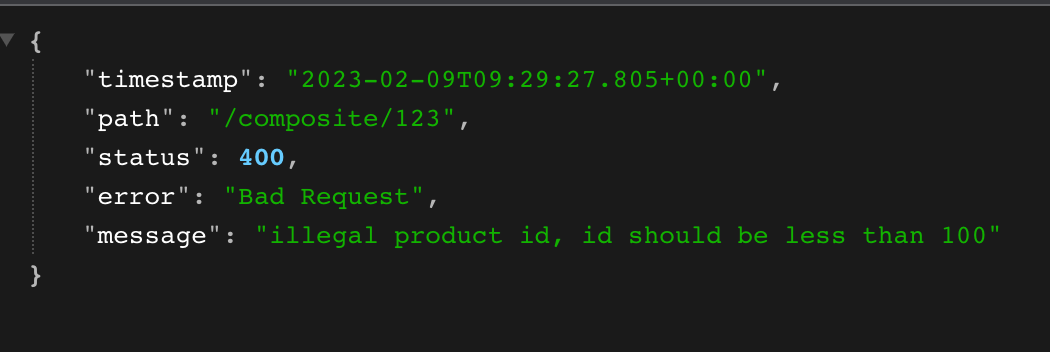 {
"timestamp": "2023-02-09T09:29:27.805+00:00",
"path": "/composite/123",
"status": 400,
"error": "Bad Request",
"message": "illegal product id, id should be less than 100"
}